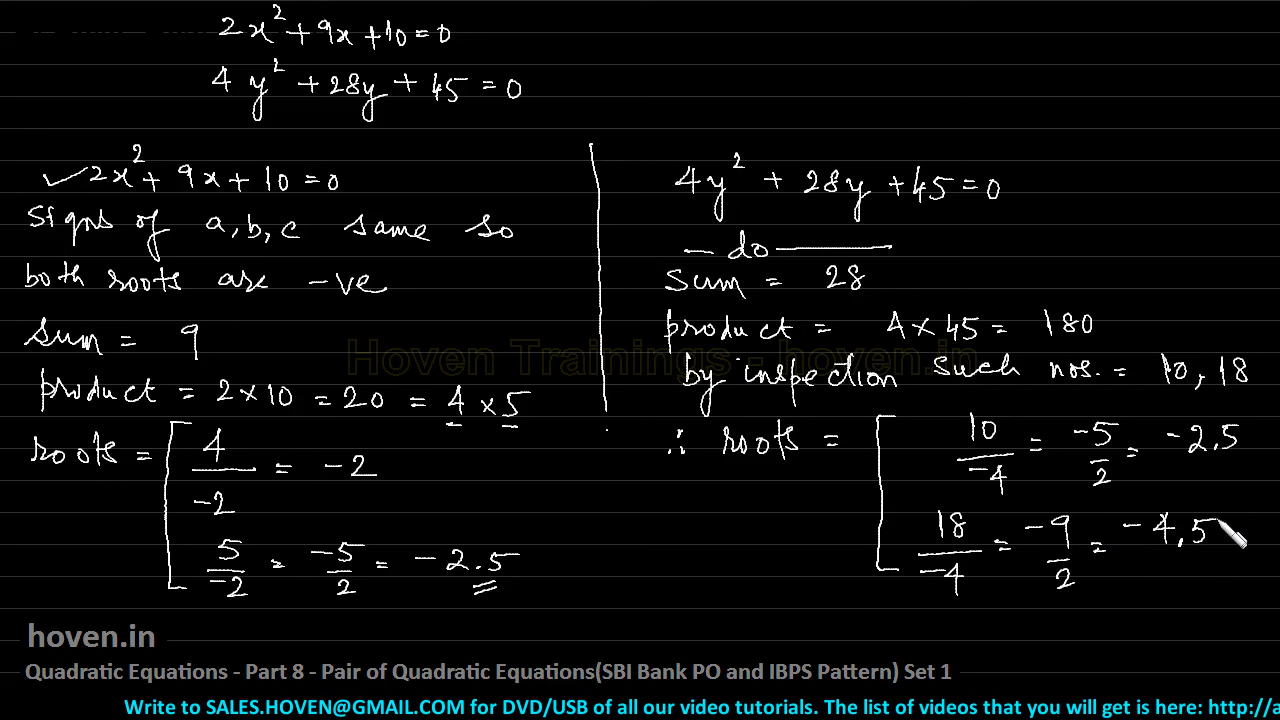 2x² + 9x + 10 = 0
4y² + 28y + 45 = 0
✓2x² + 9x + 10 = 0
Signs of a, b, c same so
both roots are -ve
sum = 9
product = 2 × 10 = 20 = 4 × 5
roots = [ 4/-2 = -2
5/-2 = -5/2 = -2.5
4y² + 28y + 45 = 0
— do ———
Sum = 28
product = 4 × 45 = 180
by inspection such nos. = 10, 18
∴ roots = [ 10/-4 = -5/2 = -2.5
18/-4 = -9/2 = -4.5
Hoven Trainings - hoven.in
hoven.in
Quadratic Equations - Part 8 - Pair of Quadratic Equations(SBI Bank PO and IBPS Pattern) Set 1
Write to SALES.HOVEN@GMAIL.COM for DVD/USB of all our video tutorials. The list of videos that you will get is here: http://a